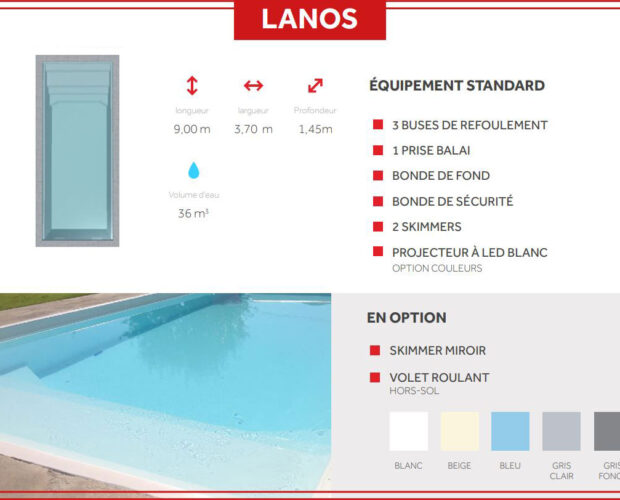 LANOS
longueur
largueur
Profondeur
9,00 m
3,70 m
1,45m
Volume d'eau
36 m³
ÉQUIPEMENT STANDARD
3 BUSES DE REFOULEMENT
1 PRISE BALAI
BONDE DE FOND
BONDE DE SÉCURITÉ
2 SKIMMERS
PROJECTEUR À LED BLANC
OPTION COULEURS
EN OPTION
SKIMMER MIROIR
VOLET ROULANT
HORS-SOL
BLANC
BEIGE
BLEU
GRIS
CLAIR
GRIS
FONC